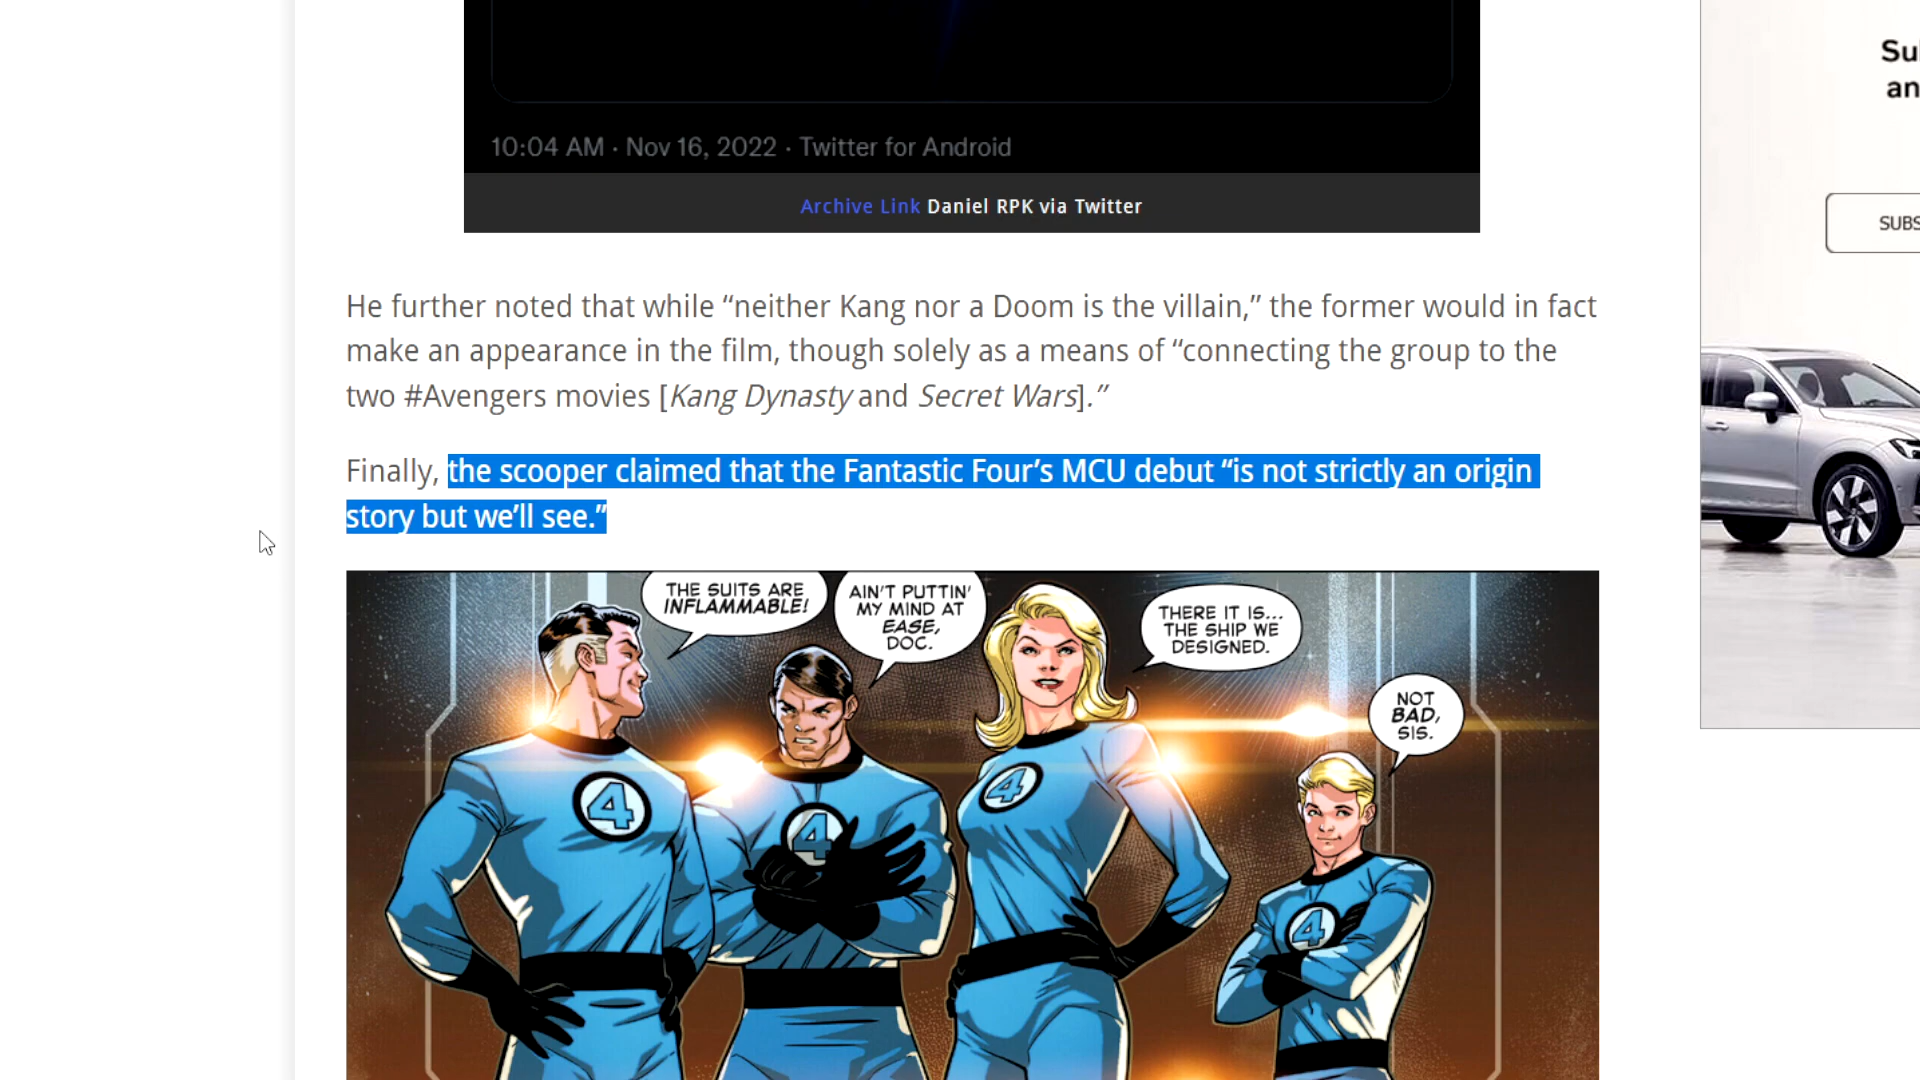 10:04 AM · Nov 16, 2022 · Twitter for Android
Archive Link Daniel RPK via Twitter
He further noted that while “neither Kang nor a Doom is the villain,” the former would in fact
make an appearance in the film, though solely as a means of “connecting the group to the
two #Avengers movies [Kang Dynasty and Secret Wars].”
Finally, the scooper claimed that the Fantastic Four’s MCU debut “is not strictly an origin
story but we’ll see.”
THE SUITS ARE
INFLAMMABLE!
AIN'T PUTTIN'
MY MIND AT
EASE,
DOC.
THERE IT IS...
THE SHIP WE
DESIGNED.
NOT
BAD,
SIS.
4
4
4
4
an